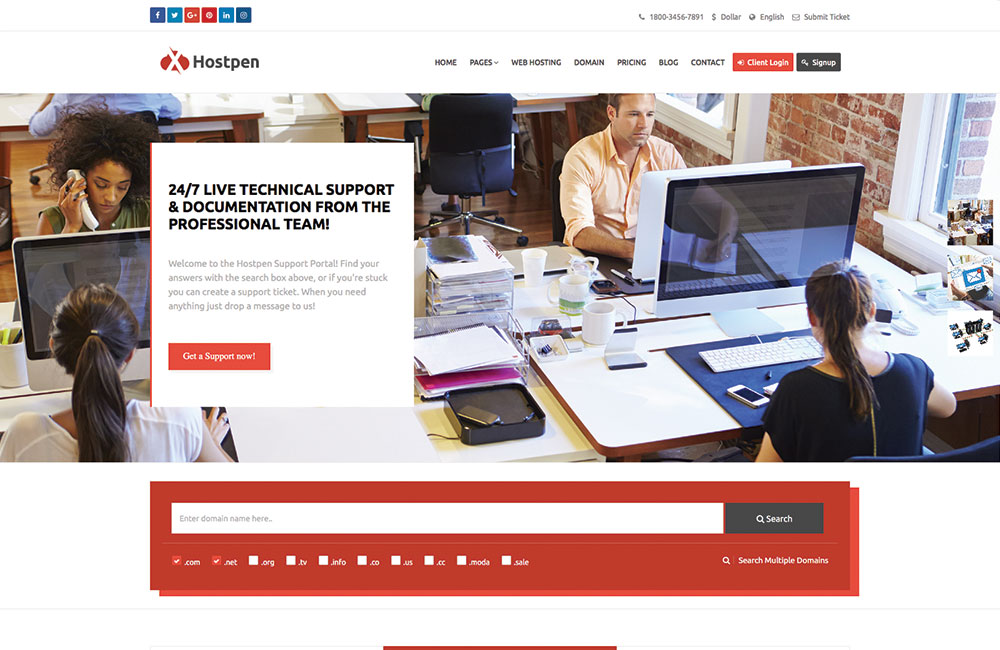 1800-3456-7891 Dollar English Submit Ticket
Hostpen
HOME PAGES WEB HOSTING DOMAIN PRICING BLOG CONTACT Client Login Signup
24/7 LIVE TECHNICAL SUPPORT
& DOCUMENTATION FROM THE
PROFESSIONAL TEAM!
Welcome to the Hostpen Support Portal! Find your
answers with the search box above, or if you're stuck
you can create a support ticket. When you need
anything just drop a message to us!
Get a Support now!
Enter domain name here..
Search
.com .net .org .tv .info .co .us .cc .moda .sale
Search Multiple Domains